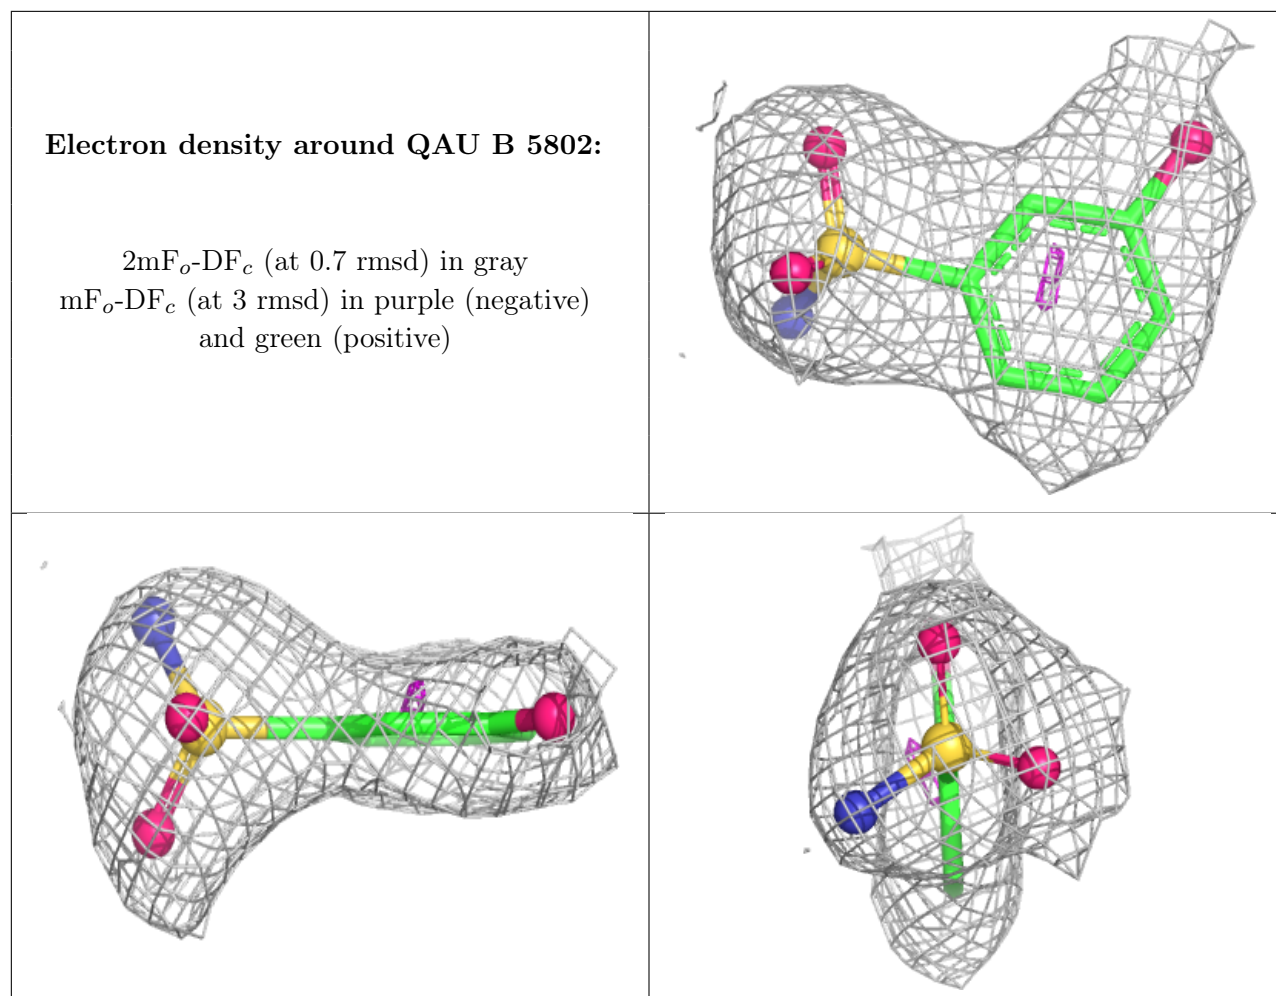 Electron density around QAU B 5802:
2mFo-DFc (at 0.7 rmsd) in gray
mFo-DFc (at 3 rmsd) in purple (negative)
and green (positive)